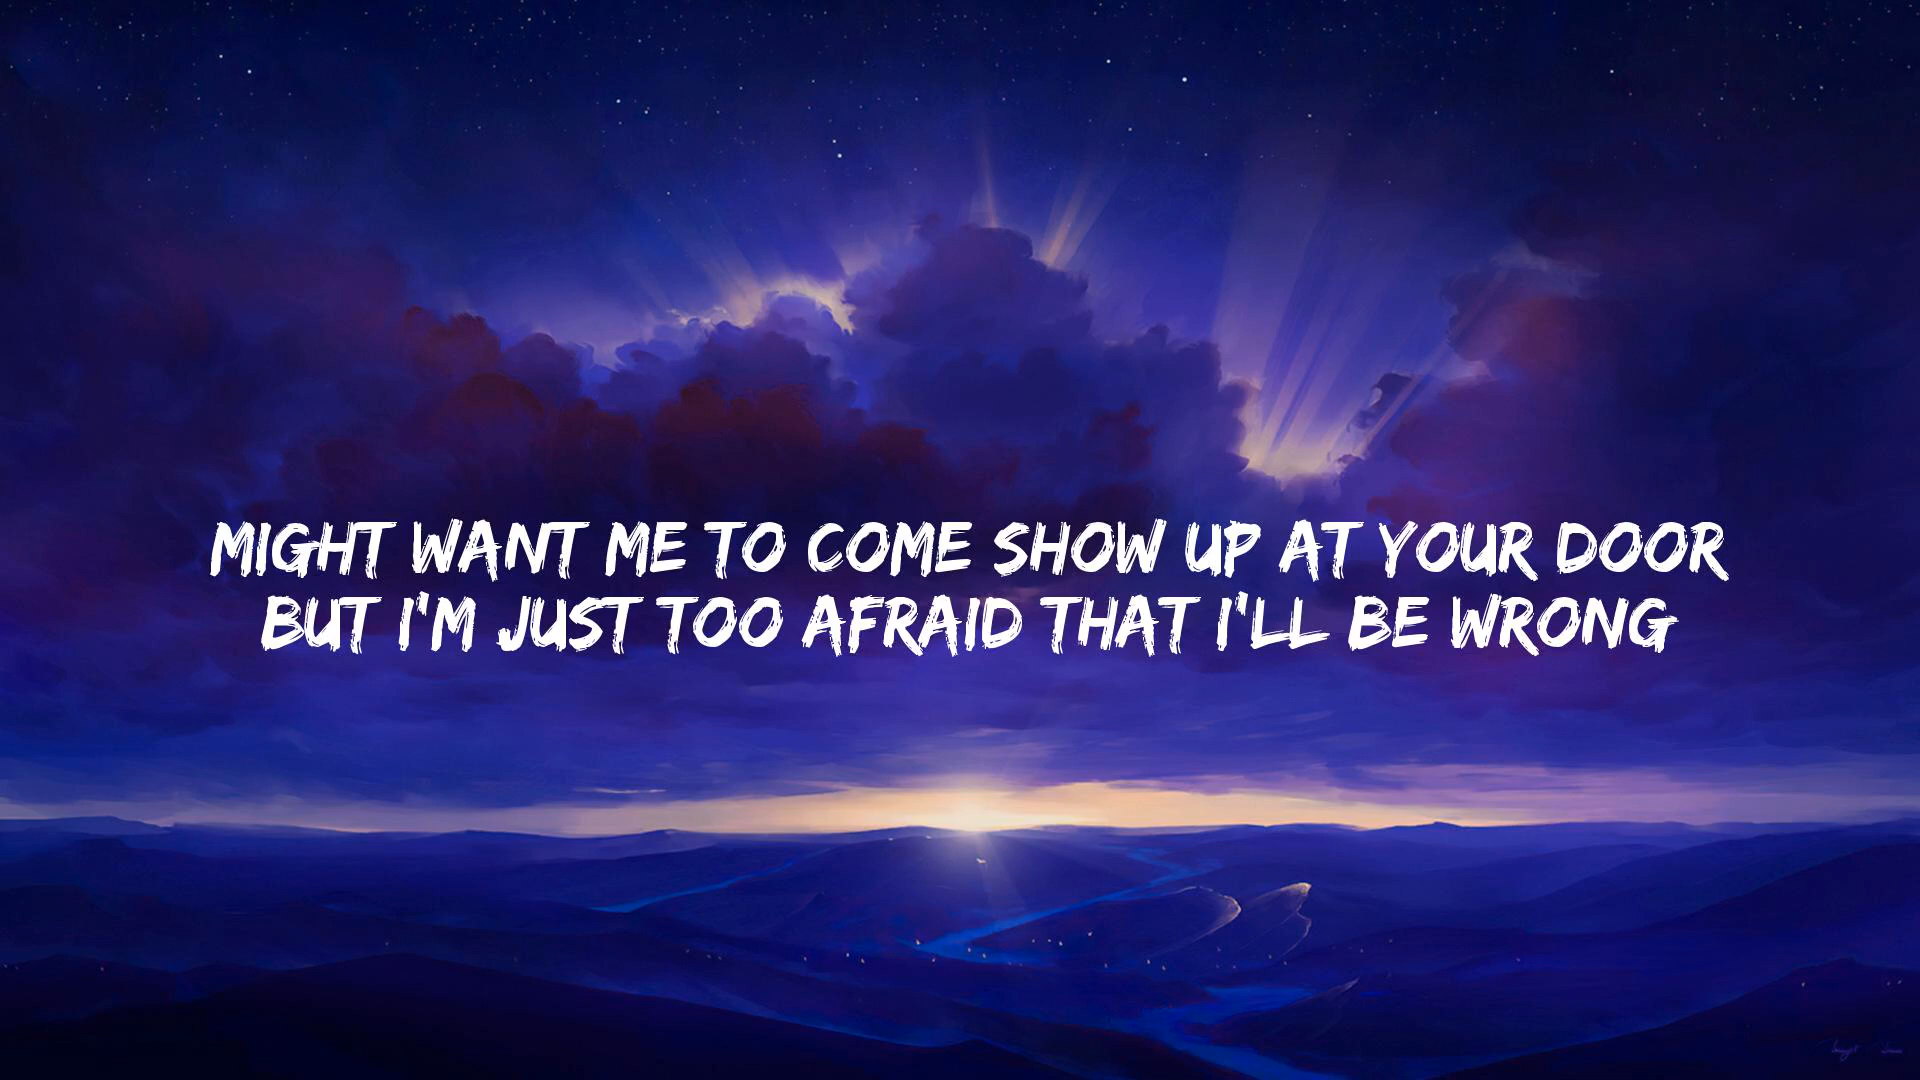 MIGHT WANT ME TO COME SHOW UP AT YOUR DOOR
BUT I'M JUST TOO AFRAID THAT I'LL BE WRONG